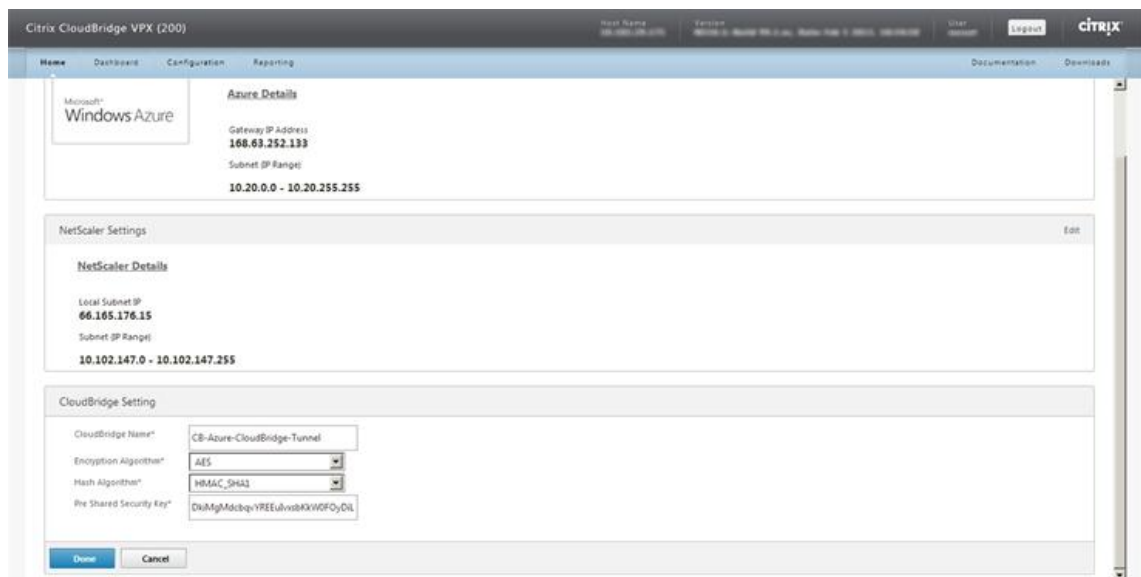 Citrix CloudBridge VPX (200)
Host Name
Version
User
Logout
CITRIX
Home Dashboard Configuration Reporting Documentation Downloads
Microsoft®
Windows Azure
Azure Details
Gateway IP Address
168.63.252.133
Subnet (IP Range)
10.20.0.0 - 10.20.255.255
NetScaler Settings Edit
NetScaler Details
Local Subnet IP
66.165.176.15
Subnet (IP Range)
10.102.147.0 - 10.102.147.255
CloudBridge Setting
CloudBridge Name* CB-Azure-CloudBridge-Tunnel
Encryption Algorithm* AES
Hash Algorithm* HMAC_SHA1
Pre Shared Security Key*
Done Cancel